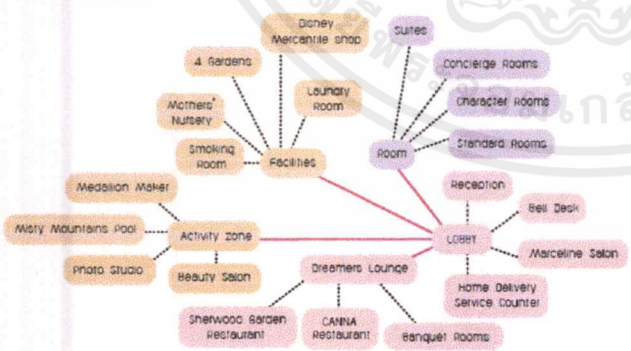 Disney
Mercantile shop
Suites
4 Gardens
Concierge Rooms
Laundry
Room
Mothers'
Nursery
Character Rooms
Smoking
Room
Facilities
Room
Standard Rooms
Medallion Maker
Reception
Bell Desk
Misty Mountains Pool
Activity zone
LOBBY
Marceline Salon
Photo Studio
Beauty Salon
Dreamers Lounge
Home Delivery
Service Counter
Sherwood Garden
Restaurant
CANNA
Restaurant
Banquet Rooms